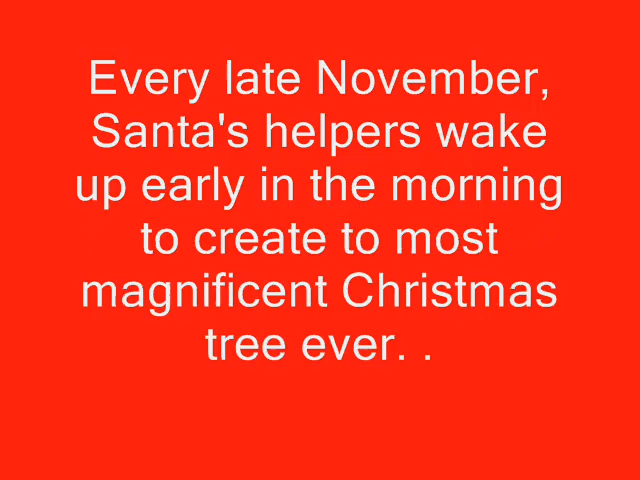 Every late November,
Santa's helpers wake
up early in the morning
to create to most
magnificent Christmas
tree ever. .